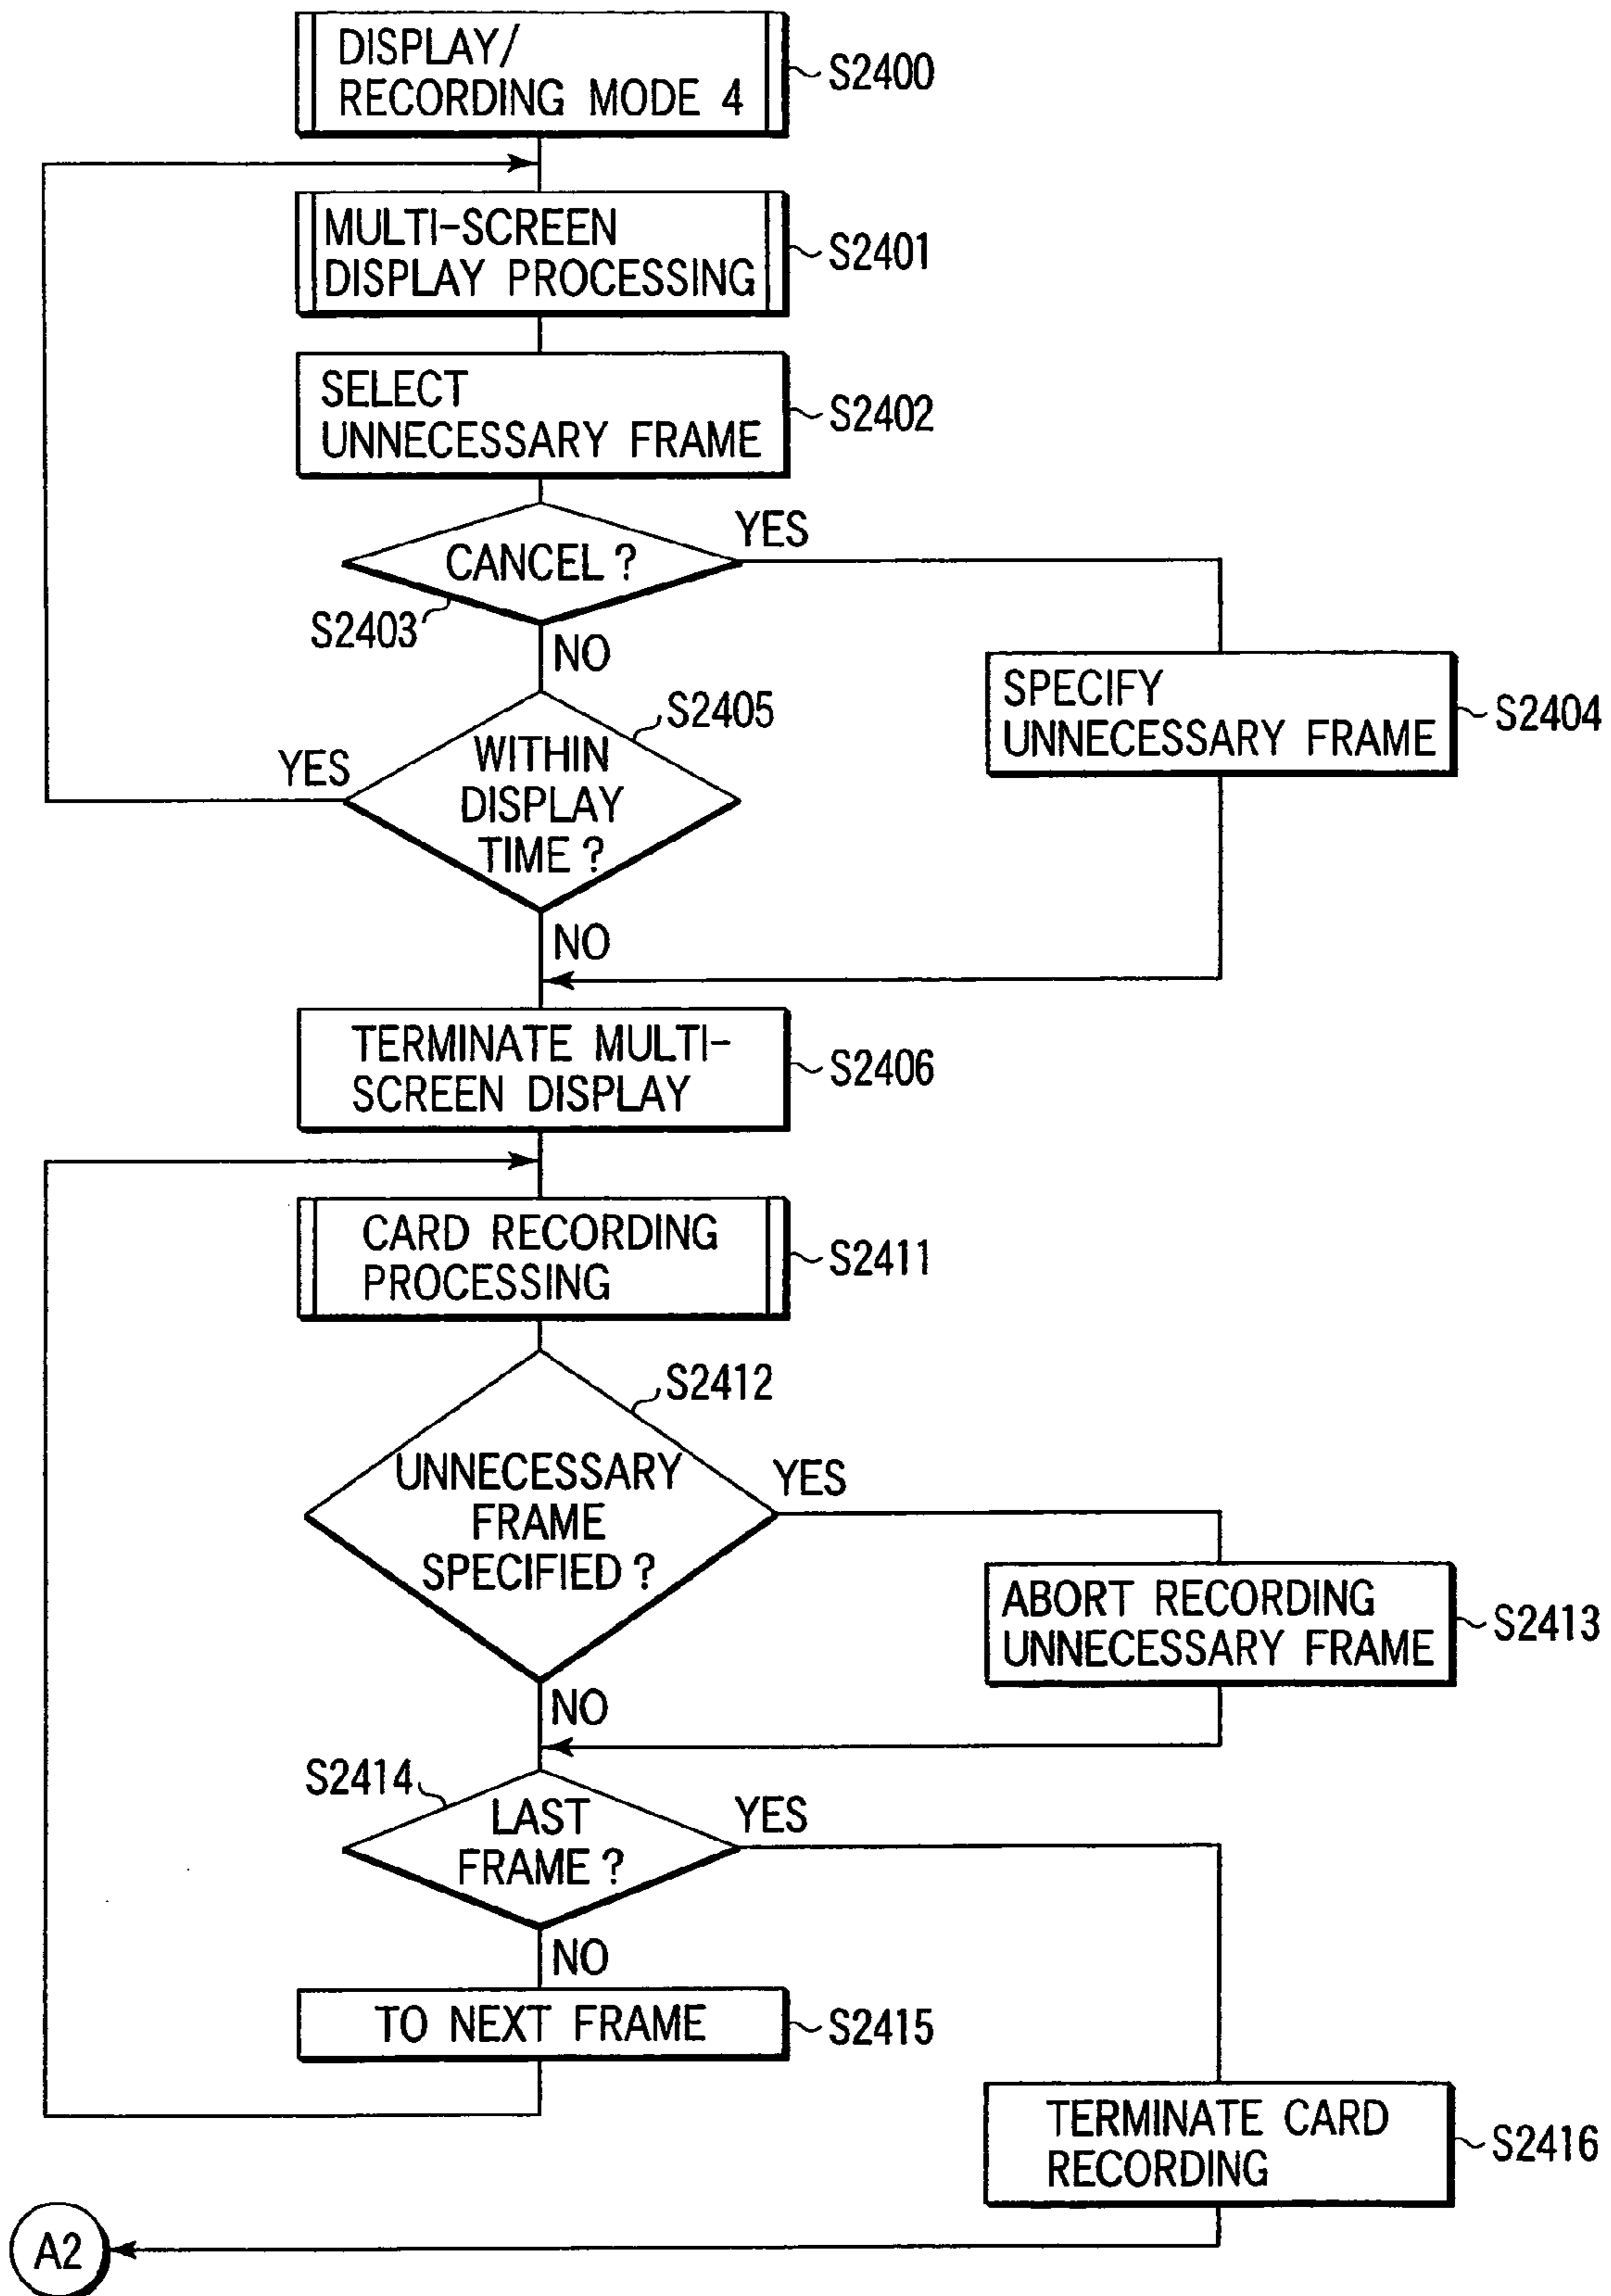 DISPLAY/
RECORDING MODE 4
S2400
MULTI-SCREEN
DISPLAY PROCESSING
S2401
SELECT
UNNECESSARY FRAME
S2402
CANCEL?
YES
S2403
NO
SPECIFY
UNNECESSARY FRAME
S2404
S2405
WITHIN
DISPLAY
TIME?
YES
NO
TERMINATE MULTI-
SCREEN DISPLAY
S2406
CARD RECORDING
PROCESSING
S2411
S2412
UNNECESSARY
FRAME
SPECIFIED?
YES
ABORT RECORDING
UNNECESSARY FRAME
S2413
NO
S2414
LAST
FRAME?
YES
NO
TO NEXT FRAME
S2415
TERMINATE CARD
RECORDING
S2416
A2